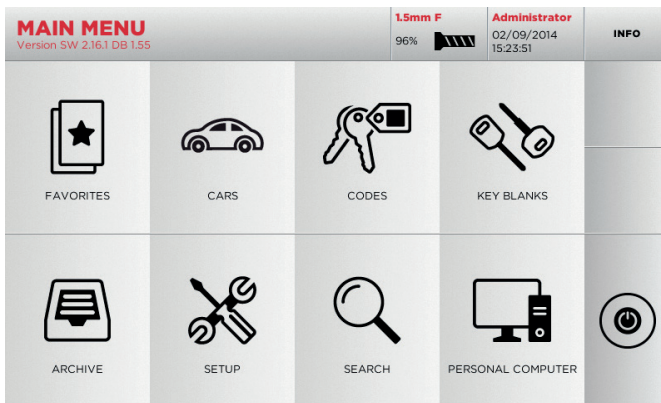 MAIN MENU
Version SW 2.16.1 DB 1.55
1.5mm F
96%
Administrator
02/09/2014
15:23:51
INFO
FAVORITES
CARS
CODES
KEY BLANKS
ARCHIVE
SETUP
SEARCH
PERSONAL COMPUTER